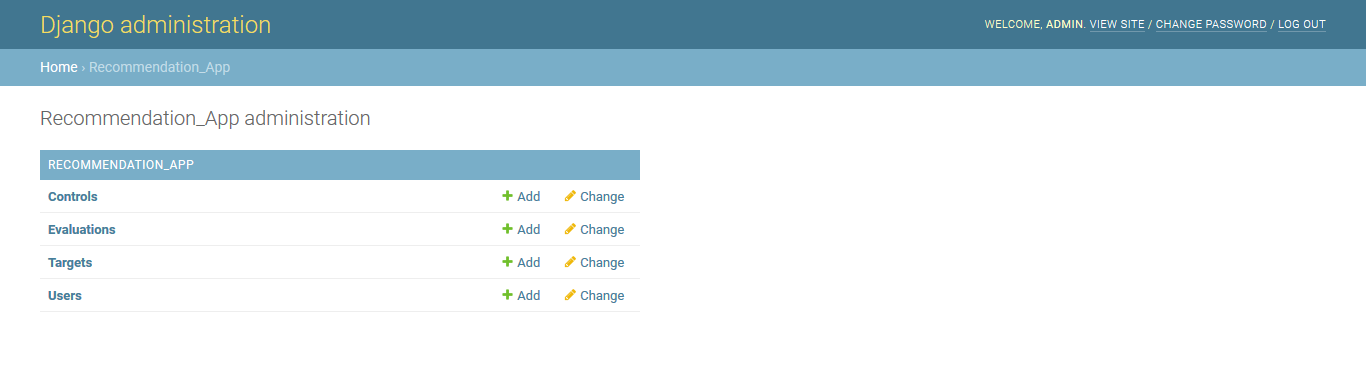 Django administration
WELCOME, ADMIN. VIEW SITE / CHANGE PASSWORD / LOG OUT
Home › Recommendation_App
Recommendation_App administration
RECOMMENDATION_APP
Controls Add Change
Evaluations Add Change
Targets Add Change
Users Add Change